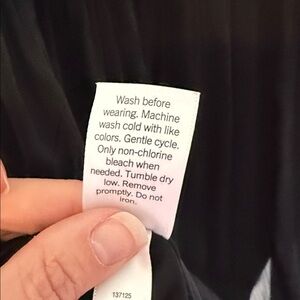 Wash before
wearing. Machine
wash cold with like
colors. Gentle cycle.
Only non-chlorine
bleach when
needed. Tumble dry
low. Remove
promptly. Do not
iron.
137125